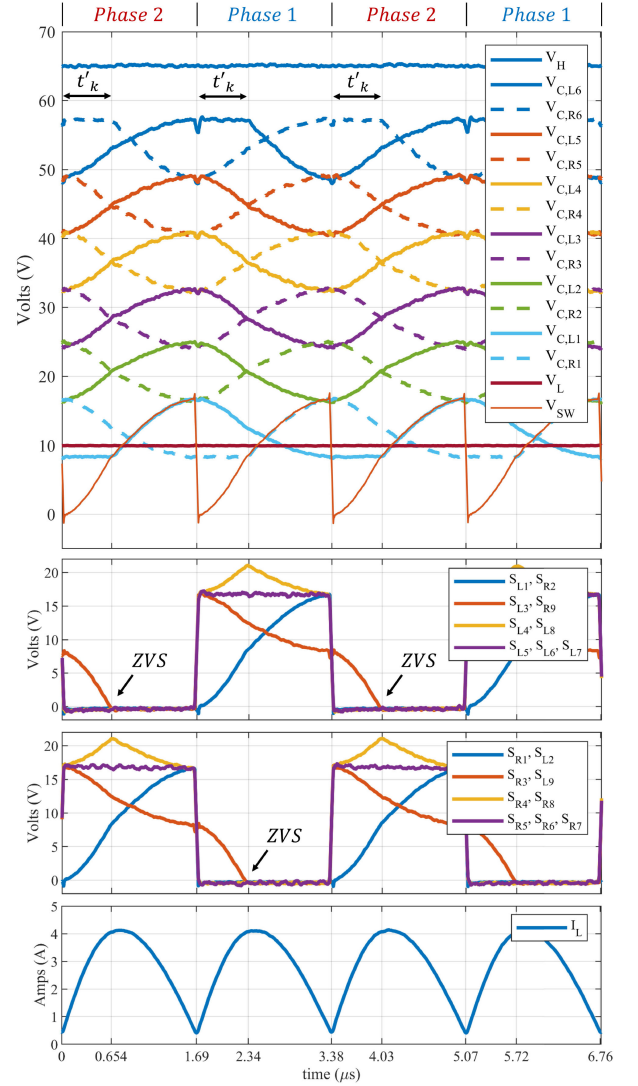 Phase 2 Phase 1 Phase 2 Phase 1
70
60
50
40
30
20
10
0
Volts (V)
t'k t'k t'k
VH
VC,L6
VC,R6
VC,L5
VC,R5
VC,L4
VC,R4
VC,L3
VC,R3
VC,L2
VC,R2
VC,L1
VC,R1
VL
VSW
20
15
10
5
0
Volts (V)
ZVS ZVS
SL1, SR2
SL3, SR9
SL4, SL8
SL5, SL6, SL7
20
15
10
5
0
Volts (V)
ZVS
SR1, SL2
SR3, SL9
SR4, SR8
SR5, SR6, SR7
5
4
3
2
1
0
Amps (A)
IL
0 0.654 1.69 2.34 3.38 4.03 5.07 5.72 6.76
time (μs)